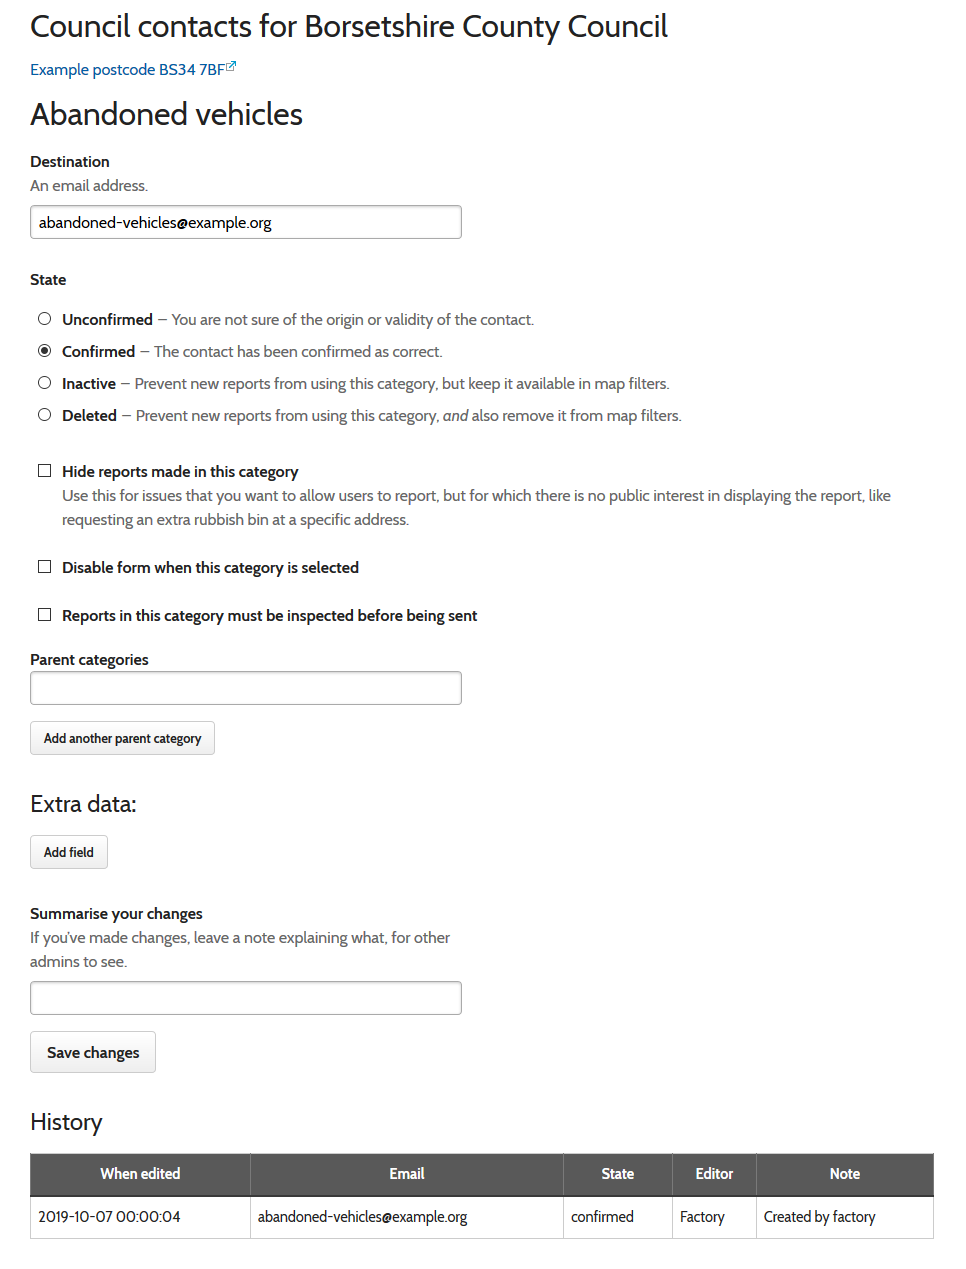 Council contacts for Borsetshire County Council
Example postcode BS34 7BF
Abandoned vehicles
Destination
An email address.
abandoned-vehicles@example.org
State
Unconfirmed – You are not sure of the origin or validity of the contact.
Confirmed – The contact has been confirmed as correct.
Inactive – Prevent new reports from using this category, but keep it available in map filters.
Deleted – Prevent new reports from using this category, and also remove it from map filters.
Hide reports made in this category
Use this for issues that you want to allow users to report, but for which there is no public interest in displaying the report, like
requesting an extra rubbish bin at a specific address.
Disable form when this category is selected
Reports in this category must be inspected before being sent
Parent categories
Add another parent category
Extra data:
Add field
Summarise your changes
If you've made changes, leave a note explaining what, for other
admins to see.
Save changes
History
When edited Email State Editor Note
2019-10-07 00:00:04 abandoned-vehicles@example.org confirmed Factory Created by factory